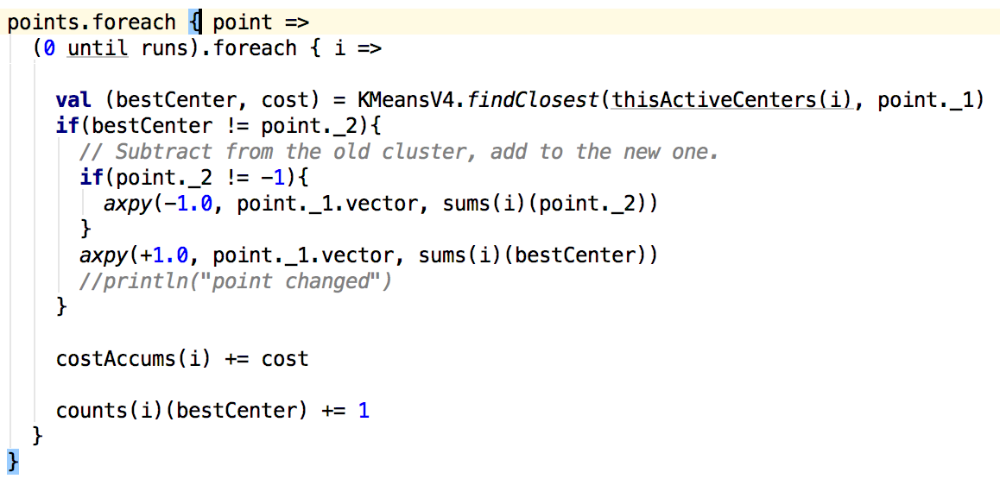 points.foreach { point =>
(0 until runs).foreach { i =>
val (bestCenter, cost) = KMeansV4.findClosest(thisActiveCenters(i), point._1)
if(bestCenter != point._2){
// Subtract from the old cluster, add to the new one.
if(point._2 != -1){
axpy(-1.0, point._1.vector, sums(i)(point._2))
}
axpy(+1.0, point._1.vector, sums(i)(bestCenter))
//println("point changed")
}
costAccums(i) += cost
counts(i)(bestCenter) += 1
}
}